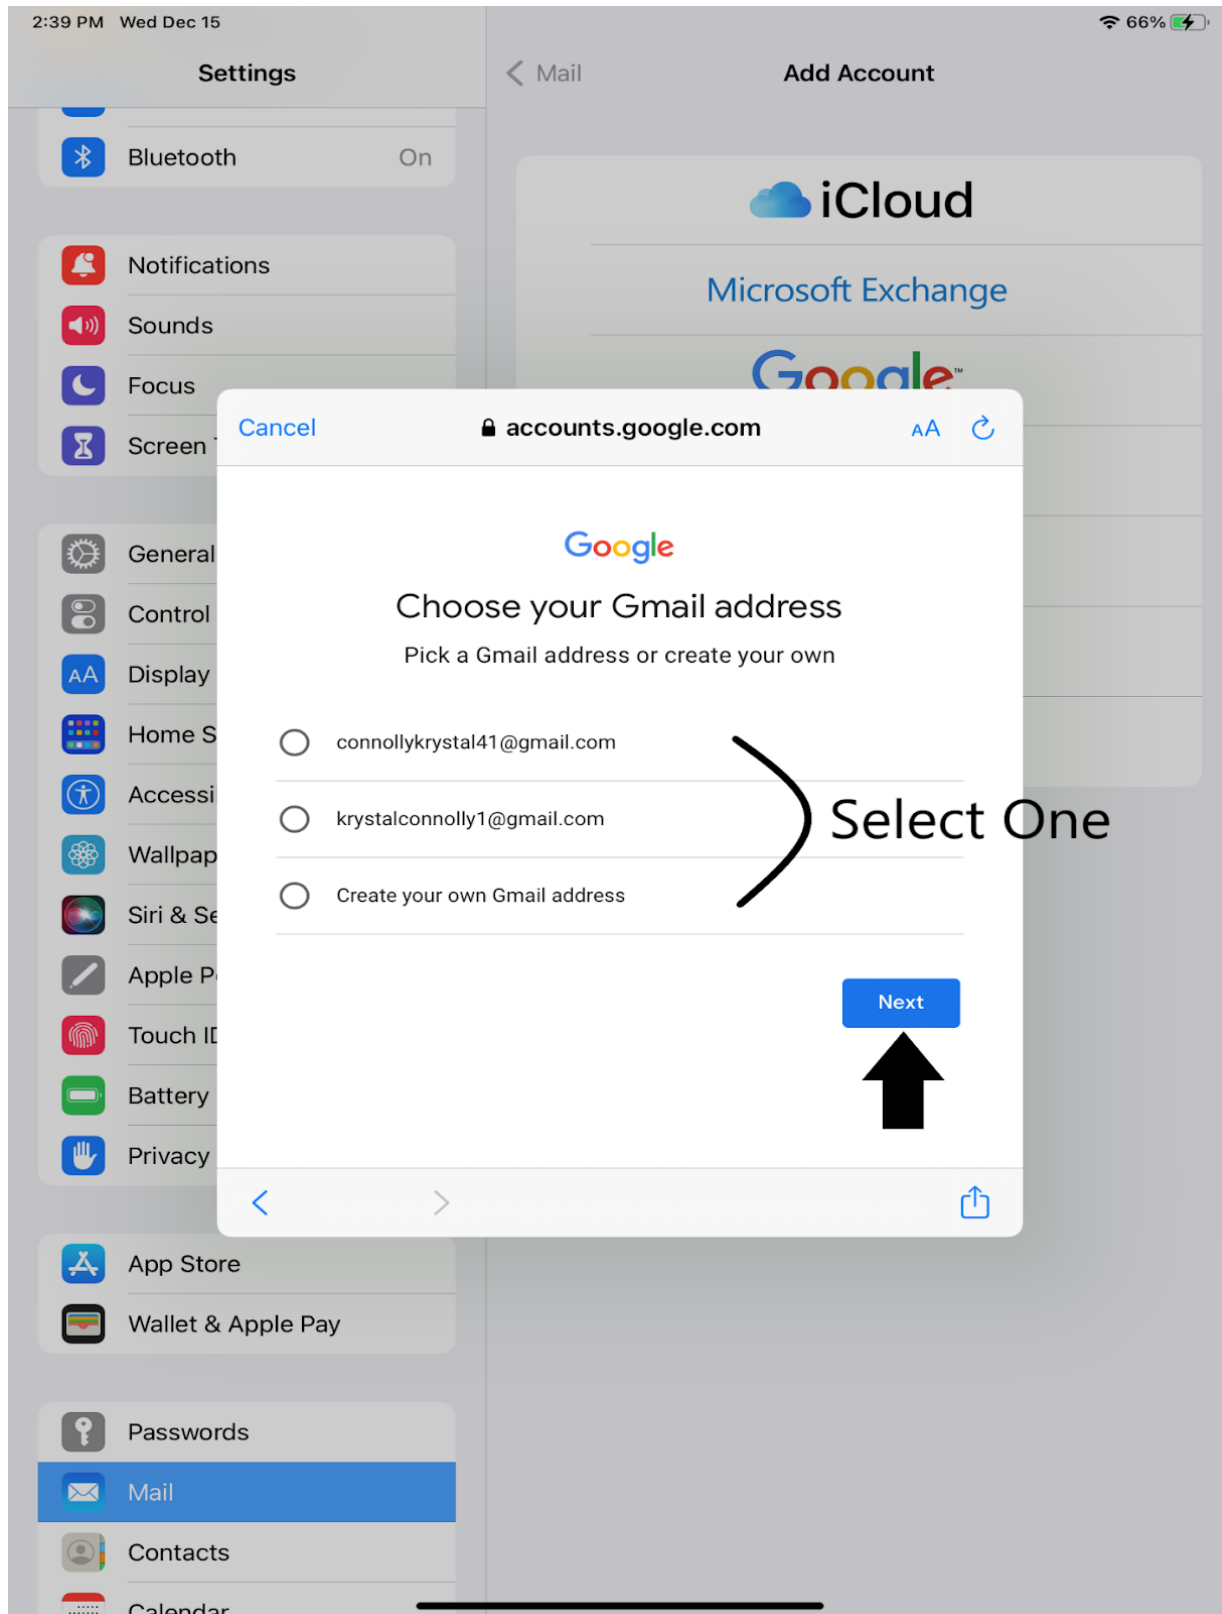 2:39 PM Wed Dec 15
66%
Settings
Mail
Add Account
Bluetooth On
iCloud
Notifications
Microsoft Exchange
Sounds
Focus
Google™
Screen
Cancel
accounts.google.com
AA
Google
General
Choose your Gmail address
Control
Pick a Gmail address or create your own
AA
Display
Home S
connollykrystal41@gmail.com
Accessi
krystalconnolly1@gmail.com
Select One
Wallpap
Create your own Gmail address
Siri & Se
Apple P
Next
Touch ID
Battery
Privacy
App Store
Wallet & Apple Pay
Passwords
Mail
Contacts
Calendar